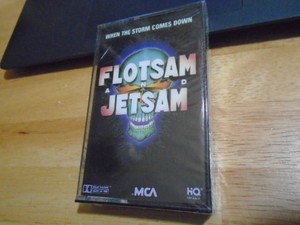 WHEN THE STORM COMES DOWN
FLOTSAM
AND
JETSAM
MCA
HQ